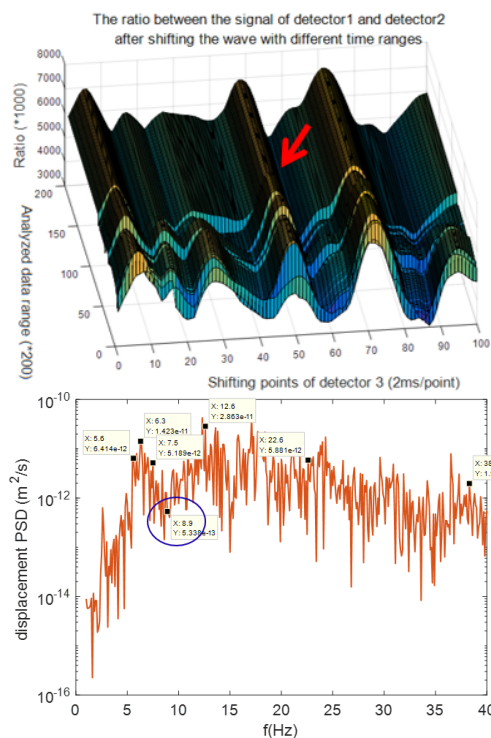 The ratio between the signal of detector1 and detector2
after shifting the wave with different time ranges
8000
7000
6000
5000
4000
3000
200
150
100
50
0
Ratio (*1000)
Analyzed data range (*200)
0
10
20
30
40
50
60
70
80
90
100
Shifting points of detector 3 (2ms/point)
10^-10
10^-12
10^-14
10^-16
displacement PSD (m^2/s)
X: 5.6
Y: 6.414e-12
X: 6.3
Y: 1.423e-11
X: 7.5
Y: 5.189e-12
X: 8.9
Y: 5.338e-13
X: 12.6
Y: 2.863e-11
X: 22.6
Y: 5.881e-12
X: 38
Y: 1.
0
5
10
15
20
25
30
35
40
f(Hz)